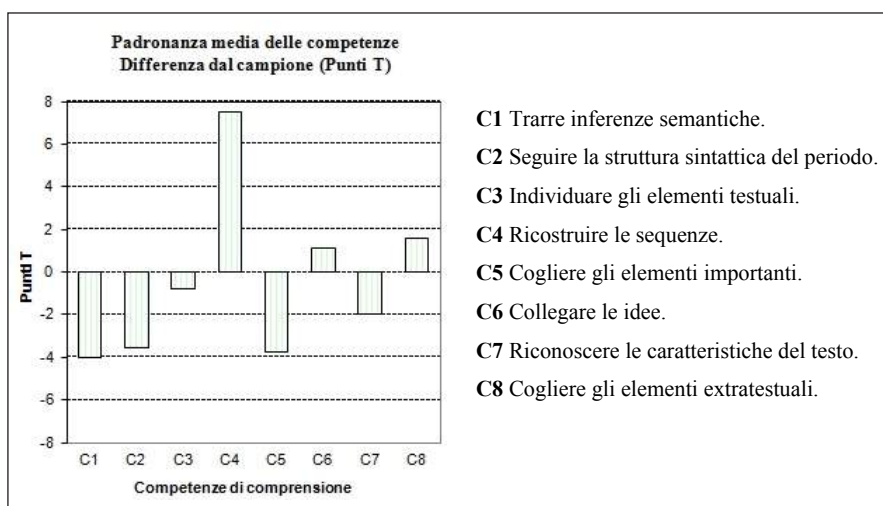 Padronanza media delle competenze
Differenza dal campione (Punti T)
8
6
4
2
0
-2
-4
-6
-8
Punti T
C1 C2 C3 C4 C5 C6 C7 C8
Competenze di comprensione
C1 Trarre inferenze semantiche.
C2 Seguire la struttura sintattica del periodo.
C3 Individuare gli elementi testuali.
C4 Ricostruire le sequenze.
C5 Cogliere gli elementi importanti.
C6 Collegare le idee.
C7 Riconoscere le caratteristiche del testo.
C8 Cogliere gli elementi extratestuali.